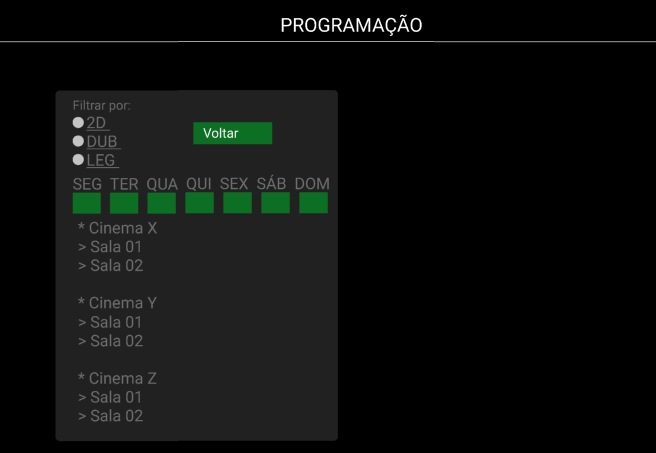 PROGRAMAÇÃO
Filtrar por:
2D
DUB
LEG
Voltar
SEG TER QUA QUI SEX SÁB DOM
* Cinema X
> Sala 01
> Sala 02
* Cinema Y
> Sala 01
> Sala 02
* Cinema Z
> Sala 01
> Sala 02